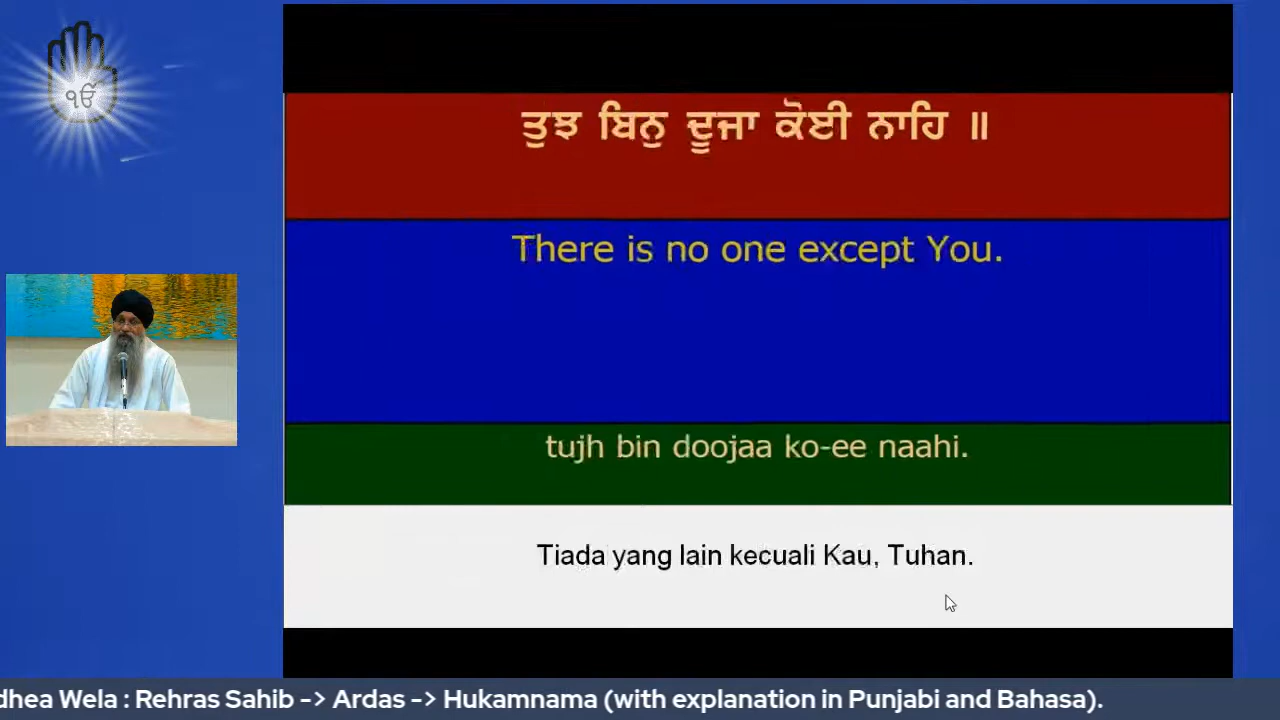 ੴ
ਤੁਝ ਬਿਨੁ ਦੂਜਾ ਕੋਈ ਨਾਹਿ ॥
There is no one except You.
tujh bin doojaa ko-ee naahi.
Tiada yang lain kecuali Kau, Tuhan.
dhea Wela : Rehras Sahib -> Ardas -> Hukamnama (with explanation in Punjabi and Bahasa).